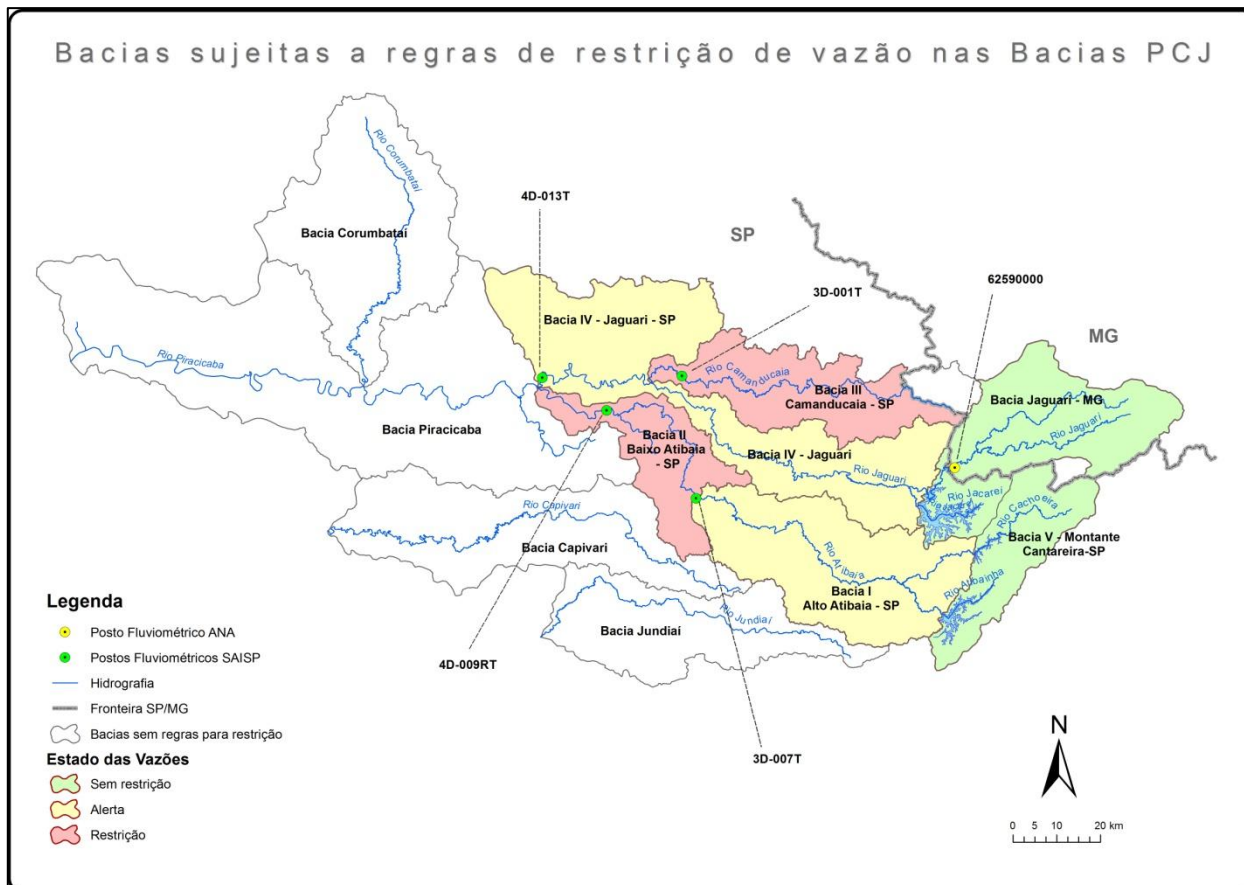 Bacias sujeitas a regras de restrição de vazão nas Bacias PCJ
Rio Corumbataí
4D-013T
Bacia Corumbataí
SP
3D-001T
62590000
Bacia IV - Jaguari - SP
MG
Rio Piracicaba
Rio Camanducaia
Bacia III
Camanducaia - SP
Bacia Jaguari - MG
Rio Jaguari
Bacia Piracicaba
Bacia II
Baixo Atibaia
- SP
Bacia IV - Jaguari
Rio Jaguari
Rio Jacareí
Rio Cachoeira
Rio Capivari
Bacia V - Montante
Cantareira-SP
Bacia Capivari
Rio Atibaia
Rio Atibainha
Bacia I
Alto Atibaia - SP
Rio Jundiaí
Bacia Jundiaí
4D-009RT
3D-007T
Legenda
Posto Fluviométrico ANA
Postos Fluviométricos SAISP
Hidrografia
Fronteira SP/MG
Bacias sem regras para restrição
Estado das Vazões
Sem restrição
Alerta
Restrição
N
0 5 10 20 km